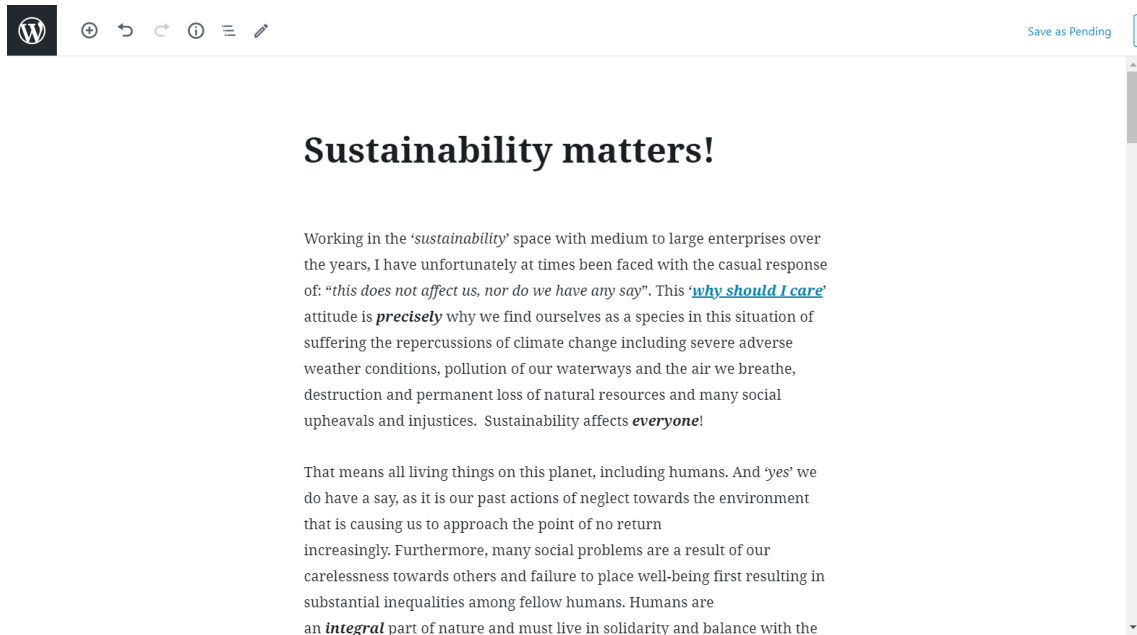 Save as Pending
Sustainability matters!
Working in the ‘sustainability’ space with medium to large enterprises over
the years, I have unfortunately at times been faced with the casual response
of: “this does not affect us, nor do we have any say”. This ‘why should I care’
attitude is precisely why we find ourselves as a species in this situation of
suffering the repercussions of climate change including severe adverse
weather conditions, pollution of our waterways and the air we breathe,
destruction and permanent loss of natural resources and many social
upheavals and injustices.  Sustainability affects everyone!
That means all living things on this planet, including humans. And ‘yes’ we
do have a say, as it is our past actions of neglect towards the environment
that is causing us to approach the point of no return
increasingly. Furthermore, many social problems are a result of our
carelessness towards others and failure to place well-being first resulting in
substantial inequalities among fellow humans. Humans are
an integral part of nature and must live in solidarity and balance with the